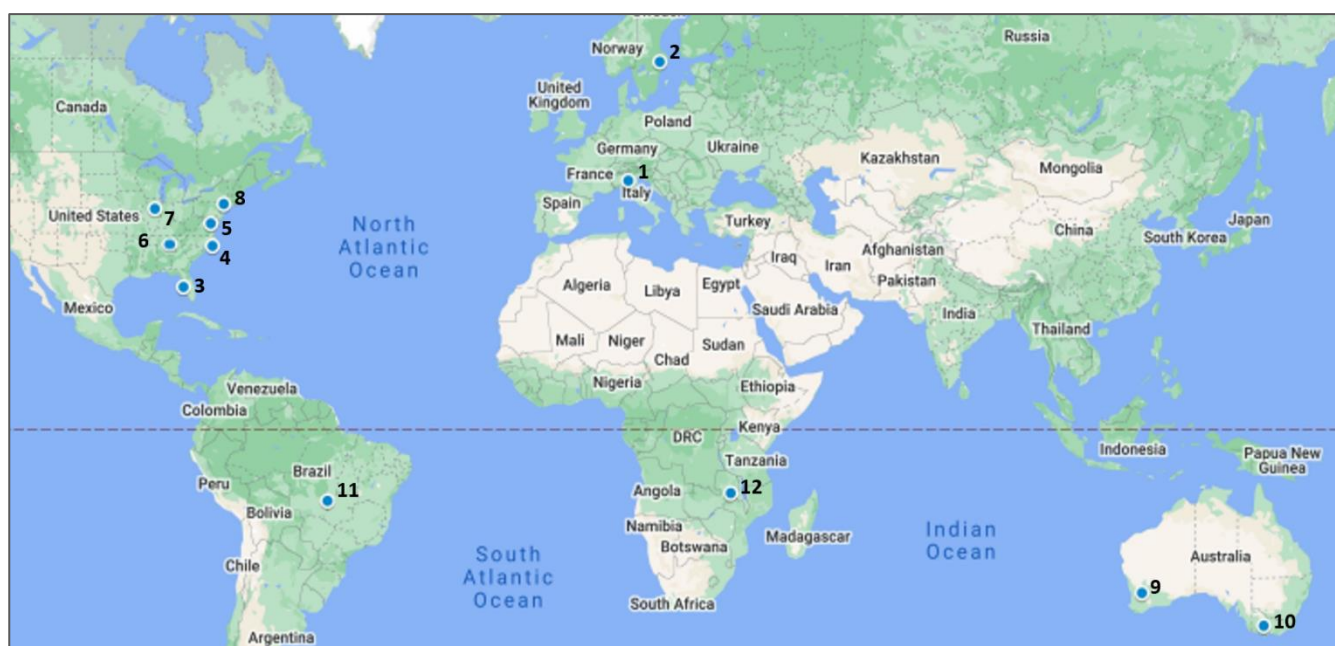 Norway
2
Russia
Canada
United
Kingdom
Poland
Germany
Ukraine
Kazakhstan
Mongolia
France
1
Italy
Spain
Turkey
United States
7
8
5
6
4
3
North
Atlantic
Ocean
China
Japan
South Korea
Afghanistan
Iraq
Iran
Pakistan
Algeria
Libya
Egypt
Saudi Arabia
India
Mexico
Mali
Niger
Chad
Sudan
Thailand
Nigeria
Ethiopia
Venezuela
Colombia
DRC
Kenya
Tanzania
Indonesia
Papua New
Guinea
Brazil
Peru
11
Bolivia
Angola
12
Namibia
Botswana
Madagascar
Indian
Ocean
Australia
Chile
South
Atlantic
Ocean
South Africa
9
10
Argentina